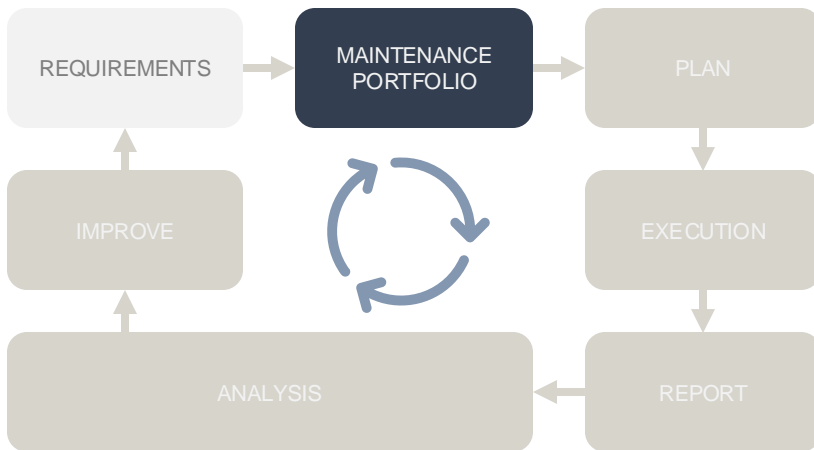 REQUIREMENTS
MAINTENANCE
PORTFOLIO
PLAN
IMPROVE
EXECUTION
ANALYSIS
REPORT